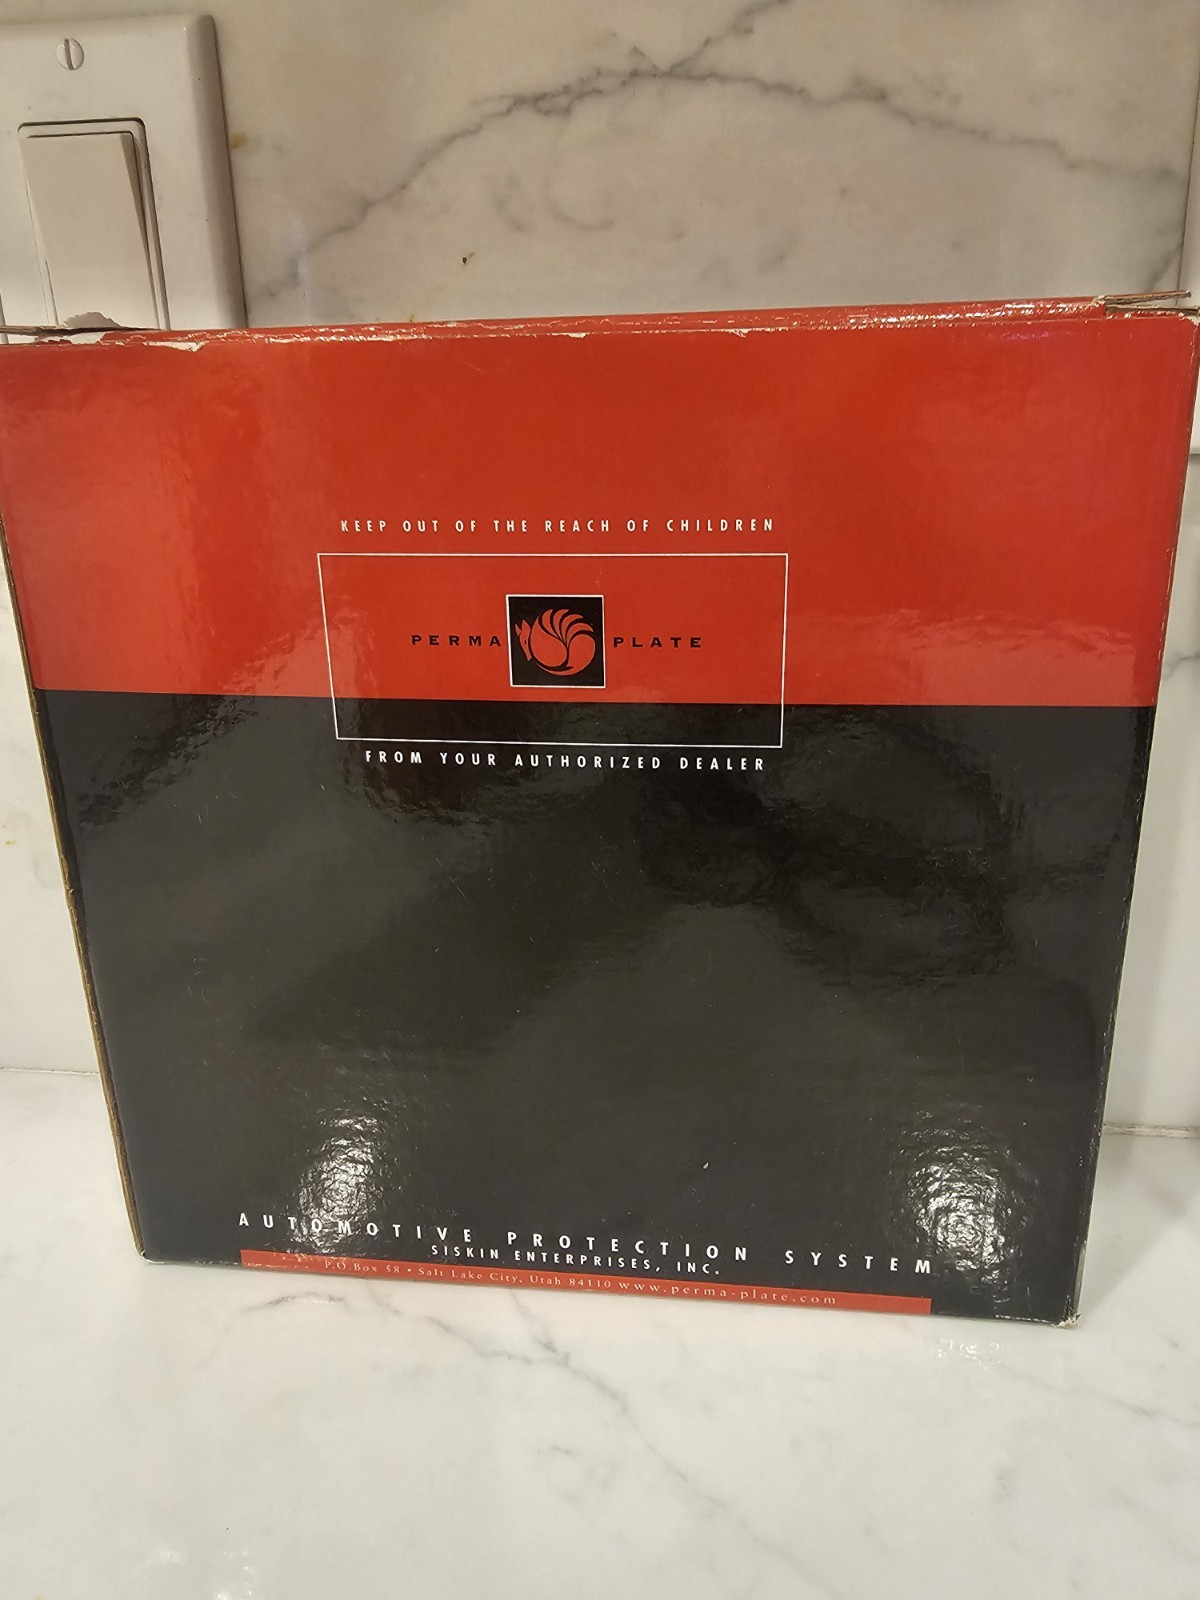 KEEP OUT OF THE REACH OF CHILDREN
PERMA PLATE
FROM YOUR AUTHORIZED DEALER
AUTOMOTIVE PROTECTION SYSTEM
SISKIN ENTERPRISES, INC.
P.O.Box 58 • Salt Lake City, Utah 84110 www.perma-plate.com